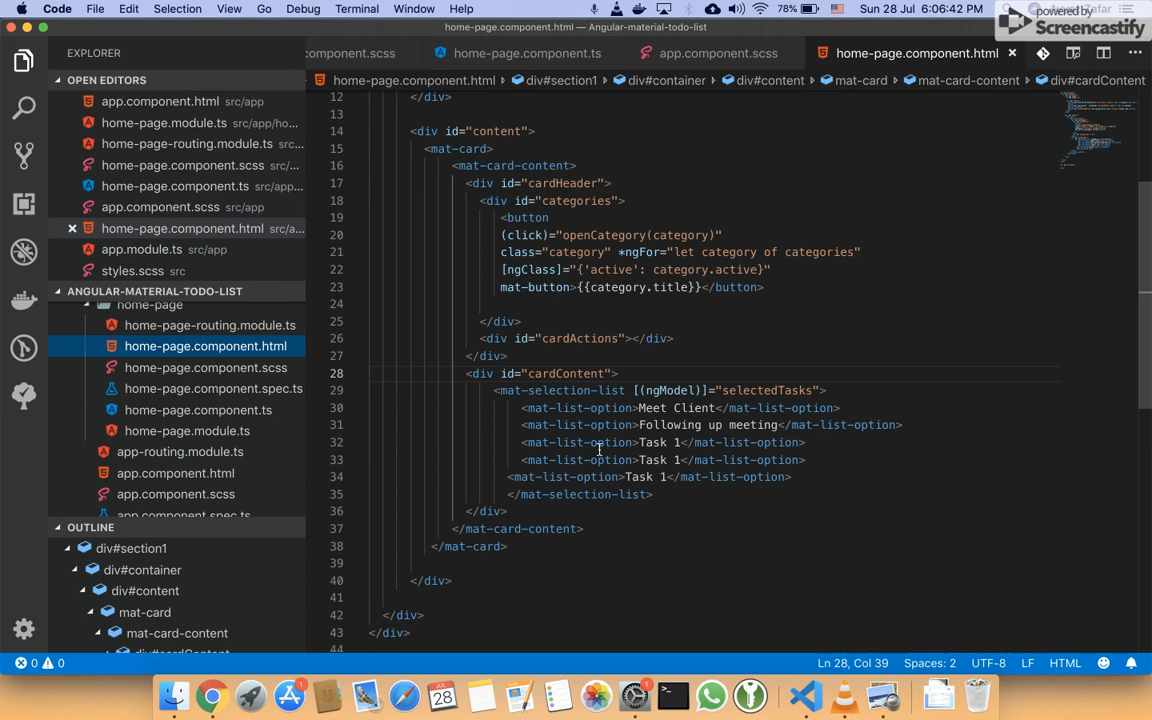 Code File Edit Selection View Go Debug Terminal Window Help 78% Sun 28 Jul 6:06:42 PM
powered by
Screencastify
home-page.component.html — Angular-material-todo-list
EXPLORER
component.scss home-page.component.ts app.component.scss home-page.component.html
home-page.component.html › div#section1 › div#container › div#content › mat-card › mat-card-content › div#cardContent
OPEN EDITORS
app.component.html src/app
home-page.module.ts src/app/ho...
home-page-routing.module.ts src/...
home-page.component.scss src/...
home-page.component.ts src/app...
app.component.scss src/app
home-page.component.html src/a...
app.module.ts src/app
styles.scss src
ANGULAR-MATERIAL-TODO-LIST
home-page
home-page-routing.module.ts
home-page.component.html
home-page.component.scss
home-page.component.spec.ts
home-page.component.ts
home-page.module.ts
app-routing.module.ts
app.component.html
app.component.scss
app.component.spec.ts
OUTLINE
div#section1
div#container
div#content
mat-card
mat-card-content
div#cardContent
12 </div>
13
14 <div id="content">
15 <mat-card>
16 <mat-card-content>
17 <div id="cardHeader">
18 <div id="categories">
19 <button
20 (click)="openCategory(category)"
21 class="category" *ngFor="let category of categories"
22 [ngClass]="{'active': category.active}"
23 mat-button>{{category.title}}</button>
24
25 </div>
26 <div id="cardActions"></div>
27 </div>
28 <div id="cardContent">
29 <mat-selection-list [(ngModel)]="selectedTasks">
30 <mat-list-option>Meet Client</mat-list-option>
31 <mat-list-option>Following up meeting</mat-list-option>
32 <mat-list-option>Task 1</mat-list-option>
33 <mat-list-option>Task 1</mat-list-option>
34 <mat-list-option>Task 1</mat-list-option>
35 </mat-selection-list>
36 </div>
37 </mat-card-content>
38 </mat-card>
39
40 </div>
41
42 </div>
43 </div>
44
0 0 Ln 28, Col 39 Spaces: 2 UTF-8 LF HTML
JUL
28
1
1